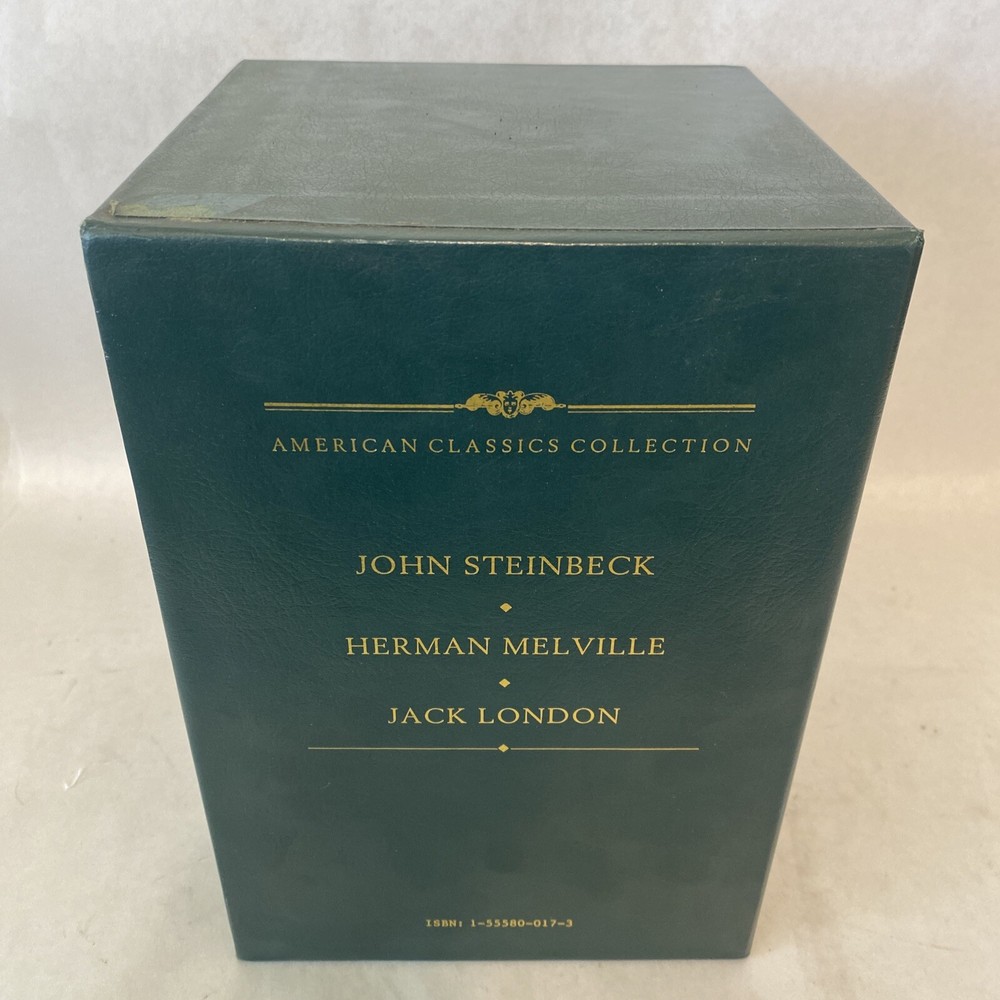 AMERICAN CLASSICS COLLECTION
JOHN STEINBECK
HERMAN MELVILLE
JACK LONDON
ISBN: 1-55580-017-3